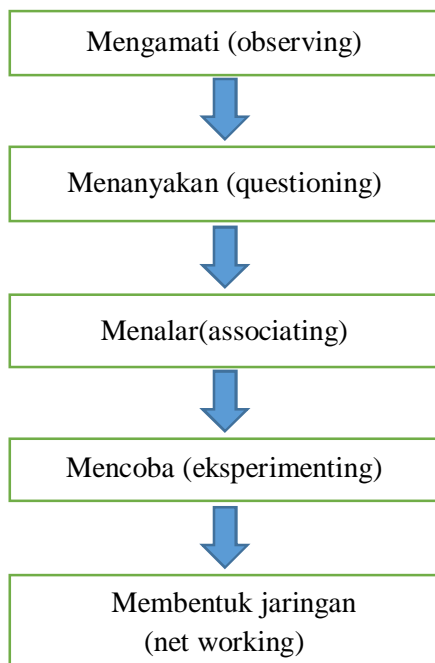 Mengamati (observing)
Menanyakan (questioning)
Menalar(associating)
Mencoba (eksperimenting)
Membentuk jaringan
(net working)